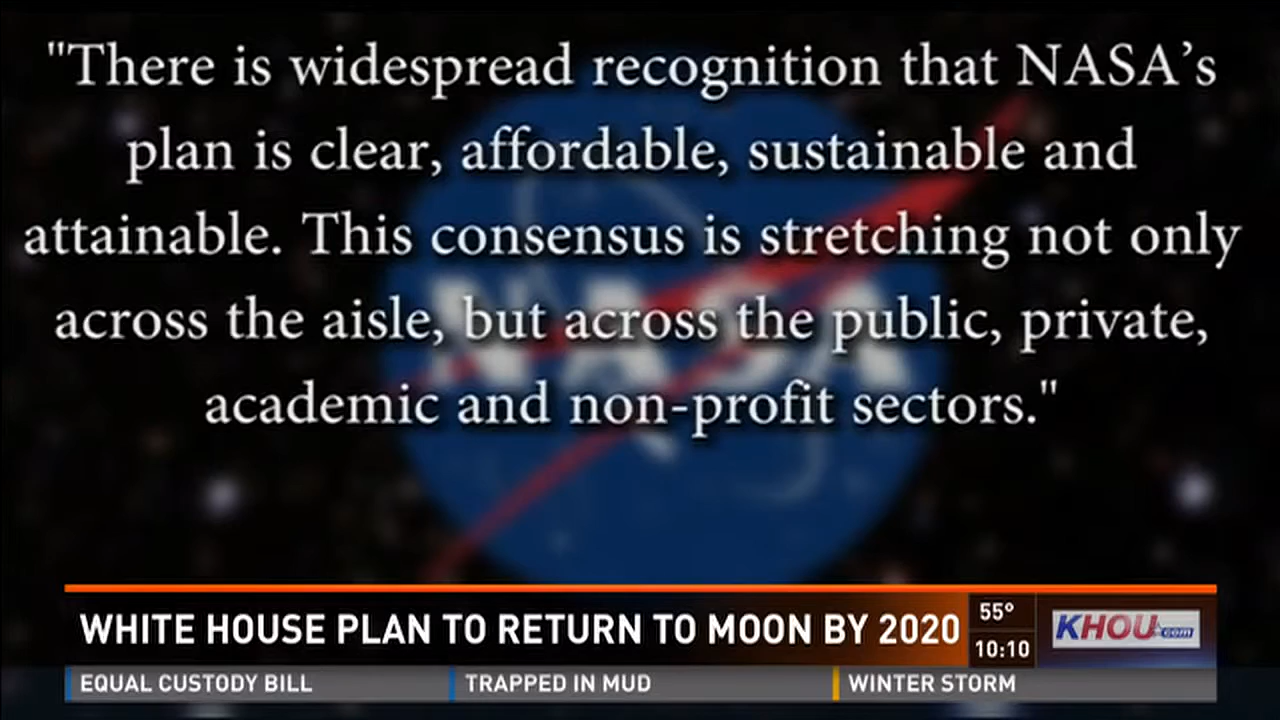 "There is widespread recognition that NASA’s
plan is clear, affordable, sustainable and
attainable. This consensus is stretching not only
across the aisle, but across the public, private,
academic and non-profit sectors."
NASA
WHITE HOUSE PLAN TO RETURN TO MOON BY 2020
55°
10:10
KHOU.com
EQUAL CUSTODY BILL
TRAPPED IN MUD
WINTER STORM